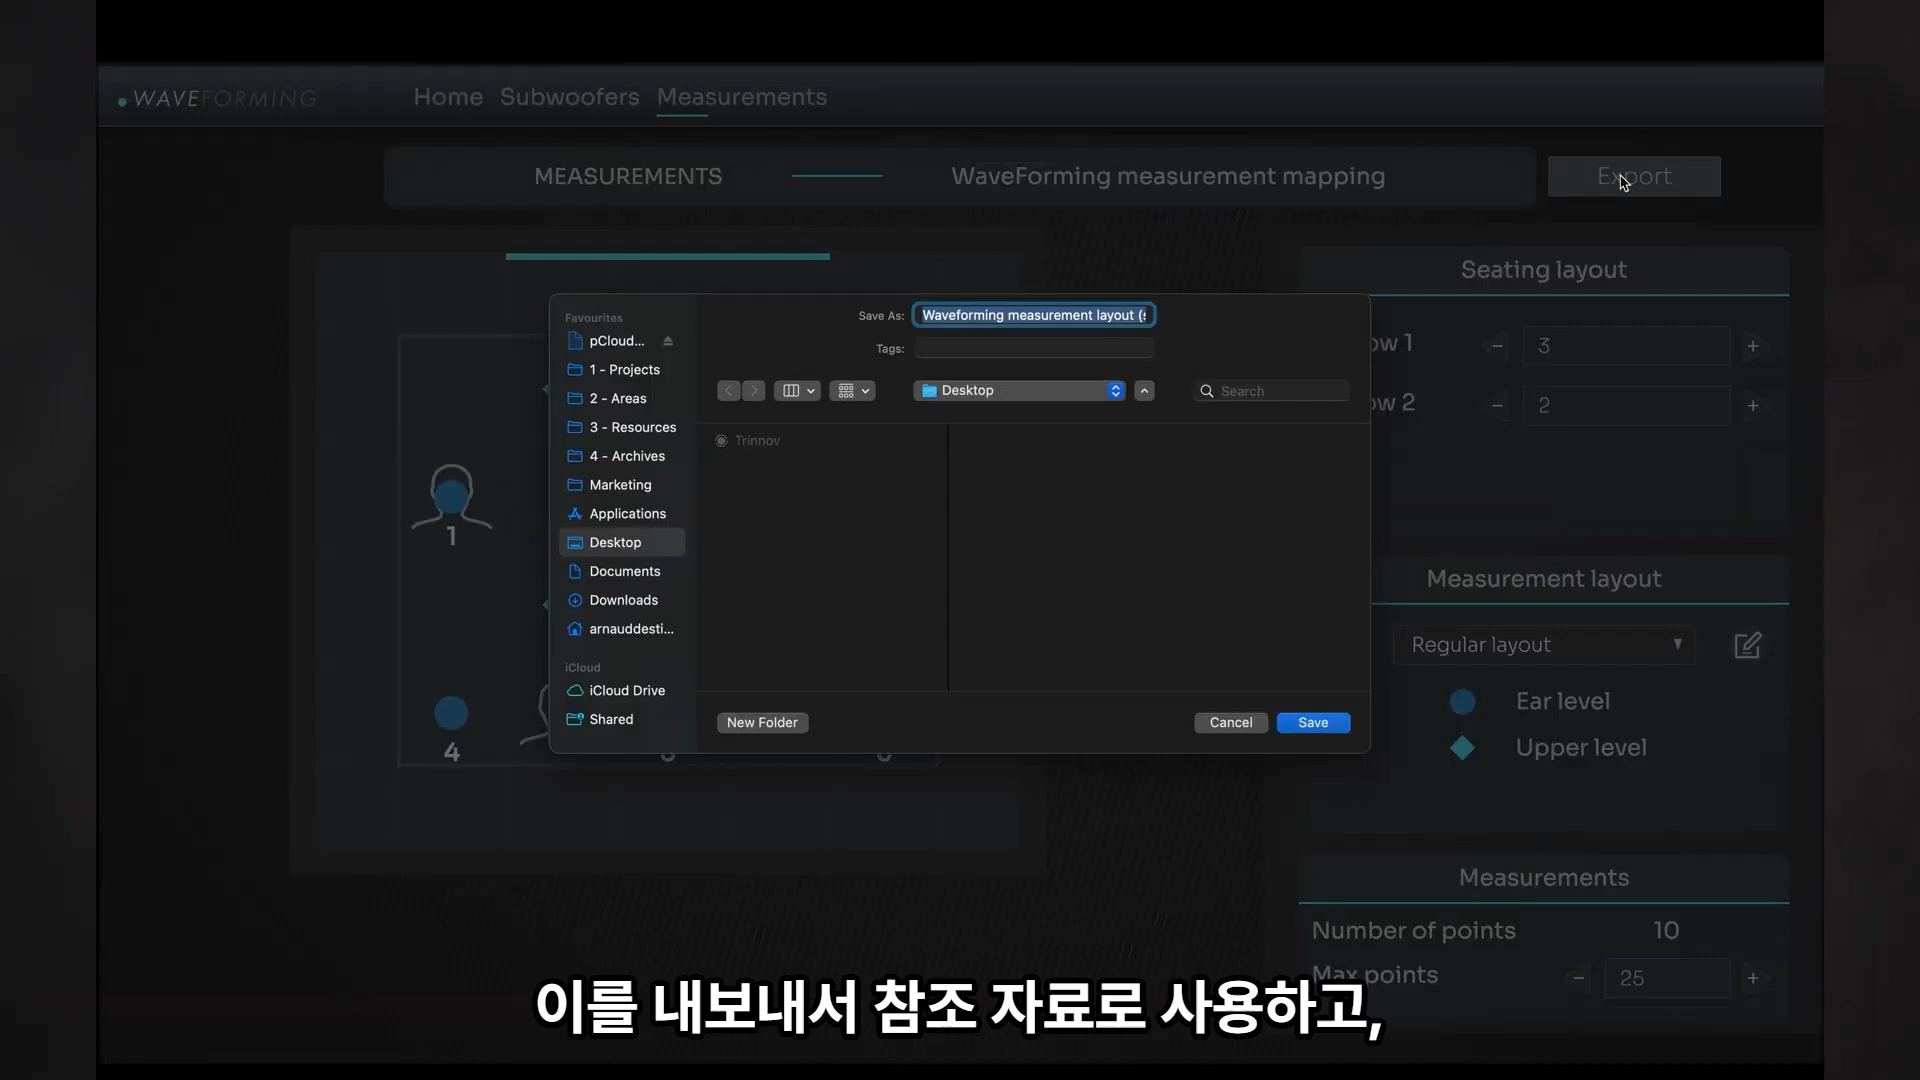 WAVEFORMING
Home Subwoofers Measurements
MEASUREMENTS
WaveForming measurement mapping
Export
Seating layout
ow 1
3
ow 2
2
1
4
Measurement layout
Regular layout
Ear level
Upper level
Measurements
Number of points 10
Max points
25
Favourites
pCloud...
1 - Projects
2 - Areas
3 - Resources
4 - Archives
Marketing
Applications
Desktop
Documents
Downloads
arnauddesti...
iCloud
iCloud Drive
Shared
Save As: Waveforming measurement layout (s
Tags:
Desktop
Search
Trinnov
New Folder
Cancel
Save
이를 내보내서 참조 자료로 사용하고,